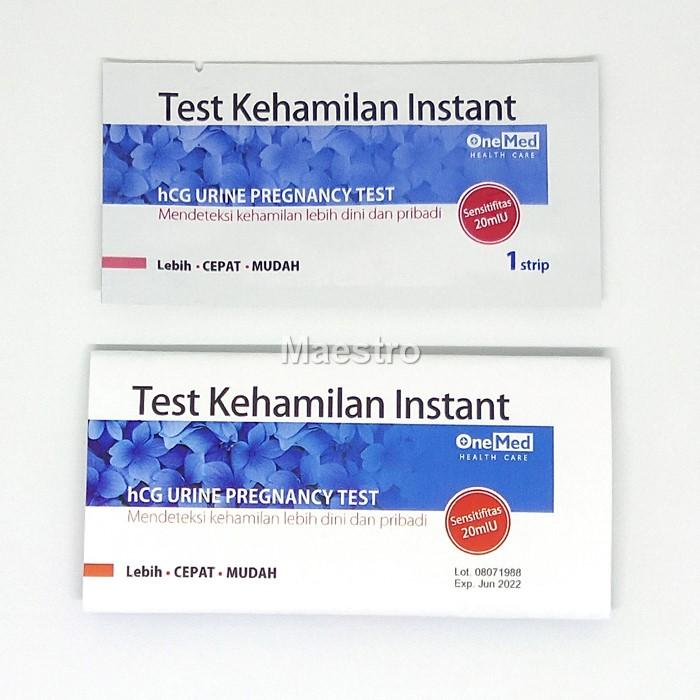 Test Kehamilan Instant
OneMed
HEALTH CARE
hCG URINE PREGNANCY TEST
Mendeteksi kehamilan lebih dini dan pribadi
Sensitifitas
20mIU
Lebih • CEPAT • MUDAH
1 strip
Maestro
Test Kehamilan Instant
OneMed
HEALTH CARE
hCG URINE PREGNANCY TEST
Mendeteksi kehamilan lebih dini dan pribadi
Sensitifitas
20mIU
Lebih • CEPAT • MUDAH
Lot. 08071988
Exp. Jun 2022